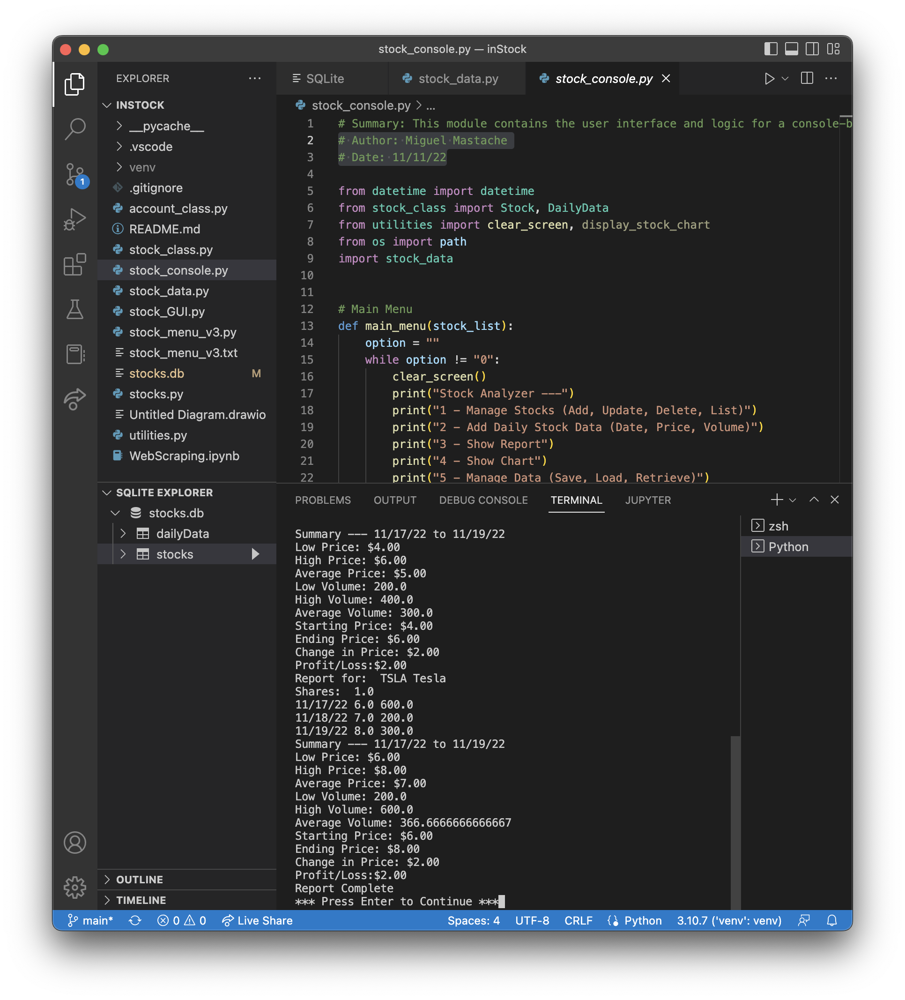 stock_console.py — inStock
EXPLORER
INSTOCK
__pycache__
.vscode
venv
.gitignore
account_class.py
README.md
stock_class.py
stock_console.py
stock_data.py
stock_GUI.py
stock_menu_v3.py
stock_menu_v3.txt
stocks.db M
stocks.py
Untitled Diagram.drawio
utilities.py
WebScraping.ipynb
SQLITE EXPLORER
stocks.db
dailyData
stocks
OUTLINE
TIMELINE
1
SQLite stock_data.py stock_console.py
stock_console.py > ...
1 # Summary: This module contains the user interface and logic for a console-b
2 # Author: Miguel Mastache
3 # Date: 11/11/22
4
5 from datetime import datetime
6 from stock_class import Stock, DailyData
7 from utilities import clear_screen, display_stock_chart
8 from os import path
9 import stock_data
10
11
12 # Main Menu
13 def main_menu(stock_list):
14 option = ""
15 while option != "0":
16 clear_screen()
17 print("Stock Analyzer ---")
18 print("1 - Manage Stocks (Add, Update, Delete, List)")
19 print("2 - Add Daily Stock Data (Date, Price, Volume)")
20 print("3 - Show Report")
21 print("4 - Show Chart")
22 print("5 - Manage Data (Save, Load, Retrieve)")
PROBLEMS OUTPUT DEBUG CONSOLE TERMINAL JUPYTER
zsh
Python
Summary --- 11/17/22 to 11/19/22
Low Price: $4.00
High Price: $6.00
Average Price: $5.00
Low Volume: 200.0
High Volume: 400.0
Average Volume: 300.0
Starting Price: $4.00
Ending Price: $6.00
Change in Price: $2.00
Profit/Loss:$2.00
Report for:  TSLA Tesla
Shares:  1.0
11/17/22 6.0 600.0
11/18/22 7.0 200.0
11/19/22 8.0 300.0
Summary --- 11/17/22 to 11/19/22
Low Price: $6.00
High Price: $8.00
Average Price: $7.00
Low Volume: 200.0
High Volume: 600.0
Average Volume: 366.6666666666667
Starting Price: $6.00
Ending Price: $8.00
Change in Price: $2.00
Profit/Loss:$2.00
Report Complete
*** Press Enter to Continue ***
main* 0 0 Live Share Spaces: 4 UTF-8 CRLF Python 3.10.7 ('venv': venv)